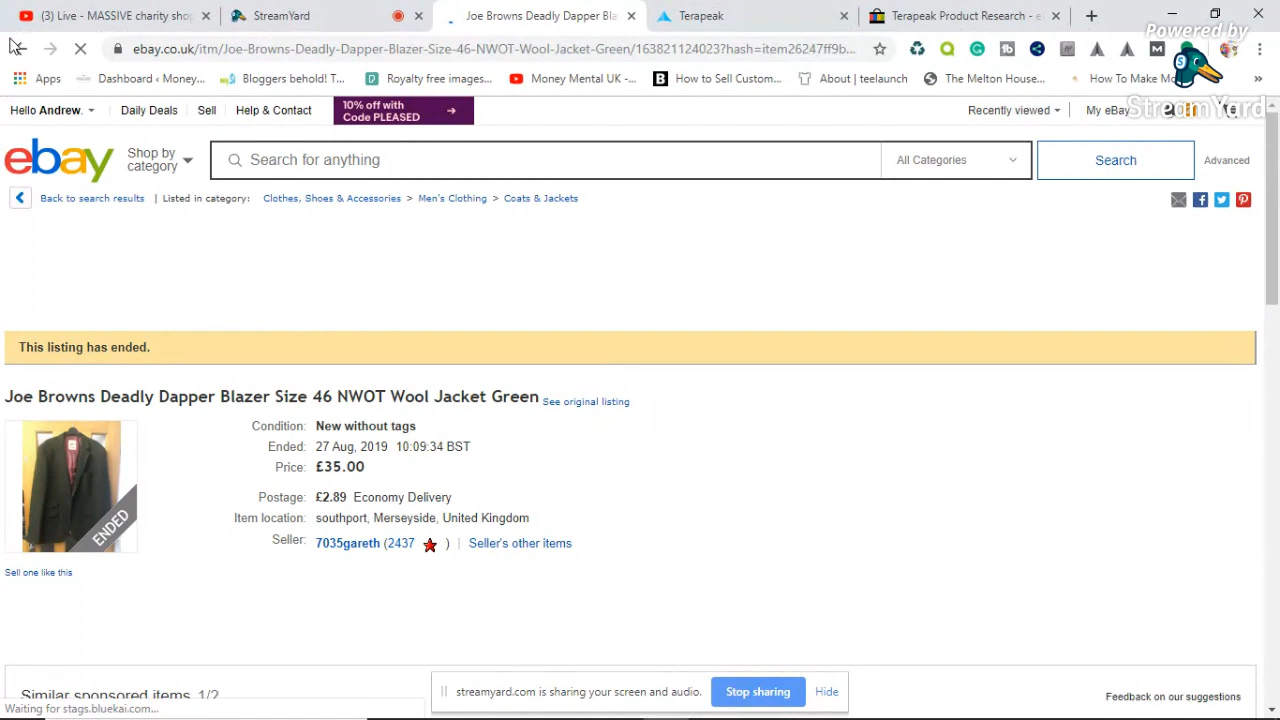 (3) Live - MASSIVE charity shop
StreamYard
Joe Browns Deadly Dapper Bla
Terapeak
Terapeak Product Research - e
Powered by
StreamYard
ebay.co.uk/itm/Joe-Browns-Deadly-Dapper-Blazer-Size-46-NWOT-Wool-Jacket-Green/163821124023?hash=item26247ff9b...
Apps
Dashboard ‹ Money...
Bloggers behold! T...
Royalty free images...
Money Mental UK -...
How to Sell Custom...
About | teelaunch
The Melton House...
How To Make Mo
Hello Andrew.
Daily Deals
Sell
Help & Contact
10% off with
Code PLEASED
Recently viewed
My eBay
ebay
Shop by
category
Search for anything
All Categories
Search
Advanced
Back to search results | Listed in category: Clothes, Shoes & Accessories > Men's Clothing > Coats & Jackets
This listing has ended.
Joe Browns Deadly Dapper Blazer Size 46 NWOT Wool Jacket Green See original listing
ENDED
Condition: New without tags
Ended: 27 Aug, 2019 10:09:34 BST
Price: £35.00
Postage: £2.89 Economy Delivery
Item location: southport, Merseyside, United Kingdom
Seller: 7035gareth (2437 ) | Seller's other items
Sell one like this
Similar sponsored items 1/2
Feedback on our suggestions
streamyard.com is sharing your screen and audio.
Stop sharing
Hide
Waiting for stags.bluekai.com...